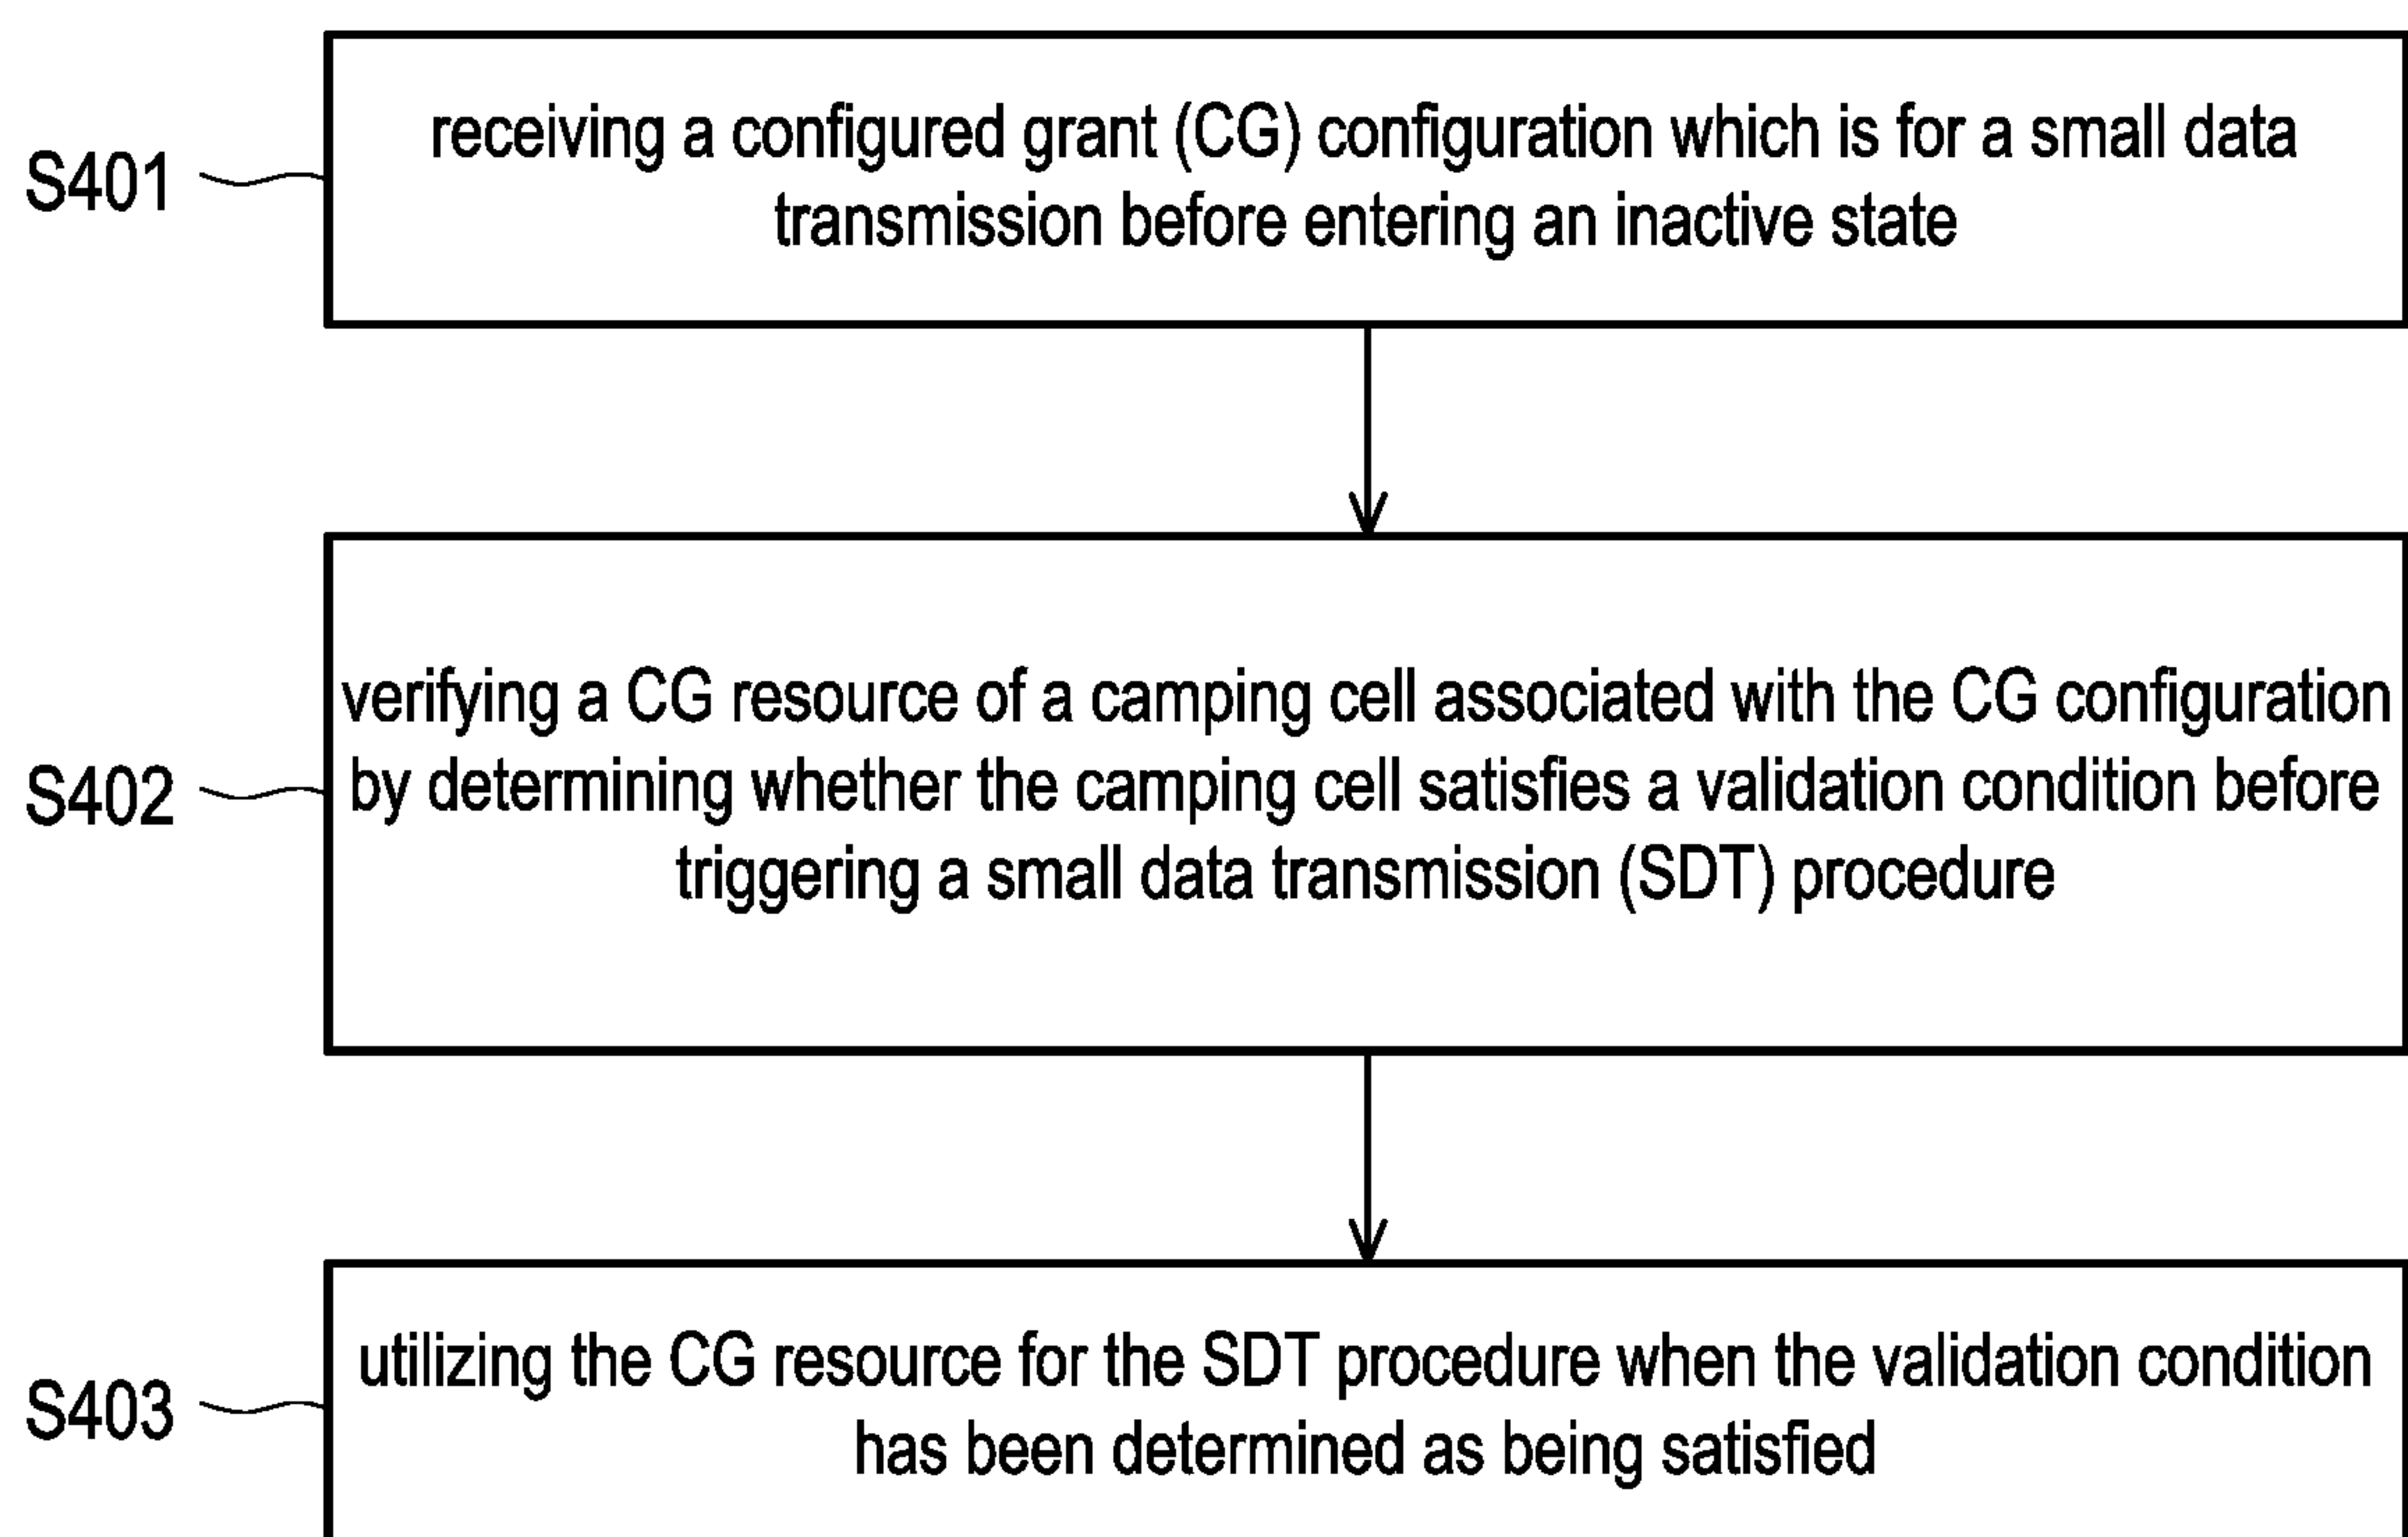 S401
receiving a configured grant (CG) configuration which is for a small data
transmission before entering an inactive state
S402
verifying a CG resource of a camping cell associated with the CG configuration
by determining whether the camping cell satisfies a validation condition before
triggering a small data transmission (SDT) procedure
S403
utilizing the CG resource for the SDT procedure when the validation condition
has been determined as being satisfied